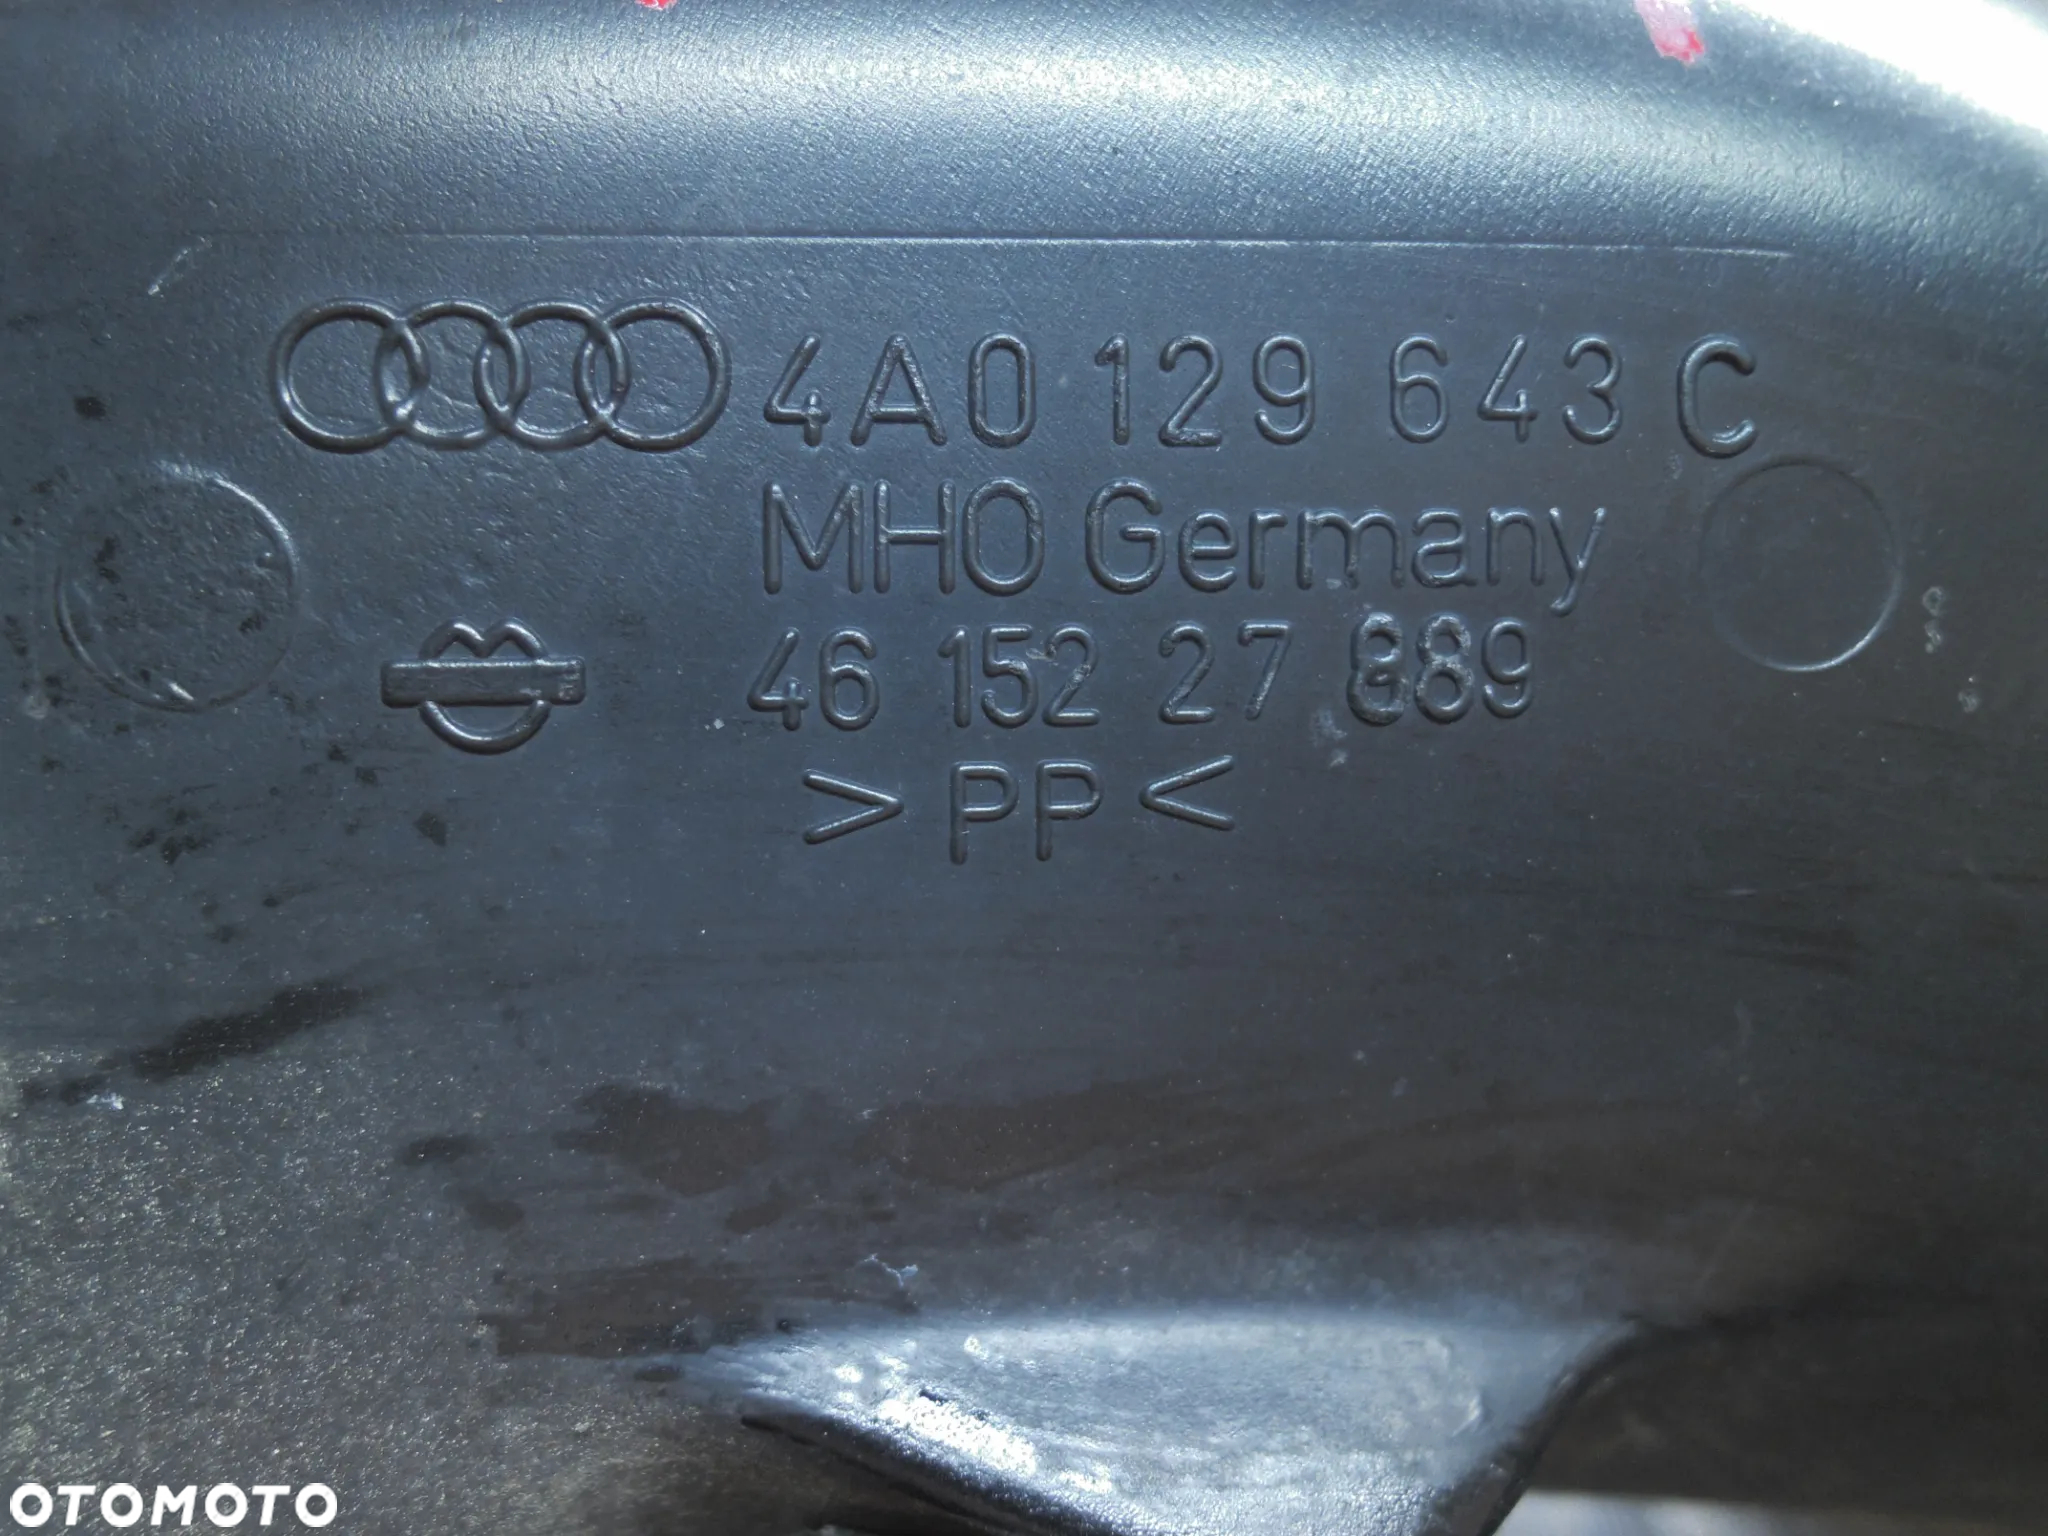 4A0 129 643 C
MHO Germany
46 152 27 889
> PP <
OTOMOTO